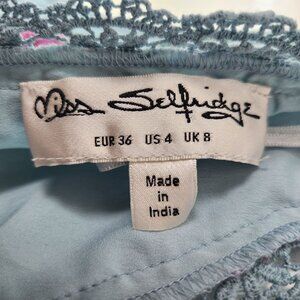 Miss Selfridge
EUR 36 US 4 UK 8
Made
in
India